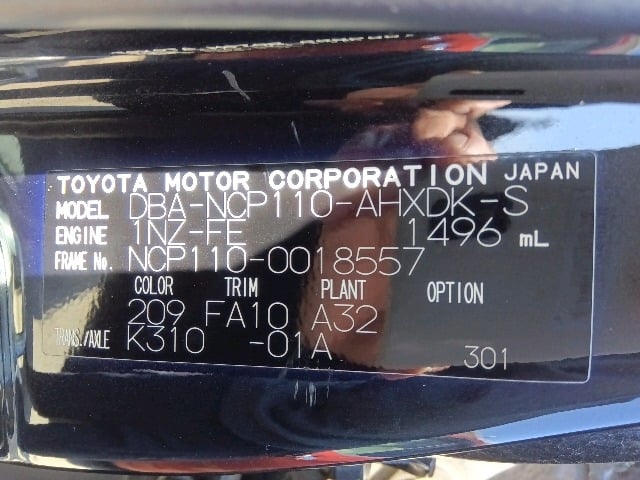 TOYOTA MOTOR CORPORATION JAPAN
MODEL DBA-NCP110-AHXDK-S
ENGINE 1NZ-FE 1496 mL
FRAME No. NCP110-0018557
COLOR TRIM PLANT OPTION
209 FA10 A32
TRANS./AXLE K310 -01A 301